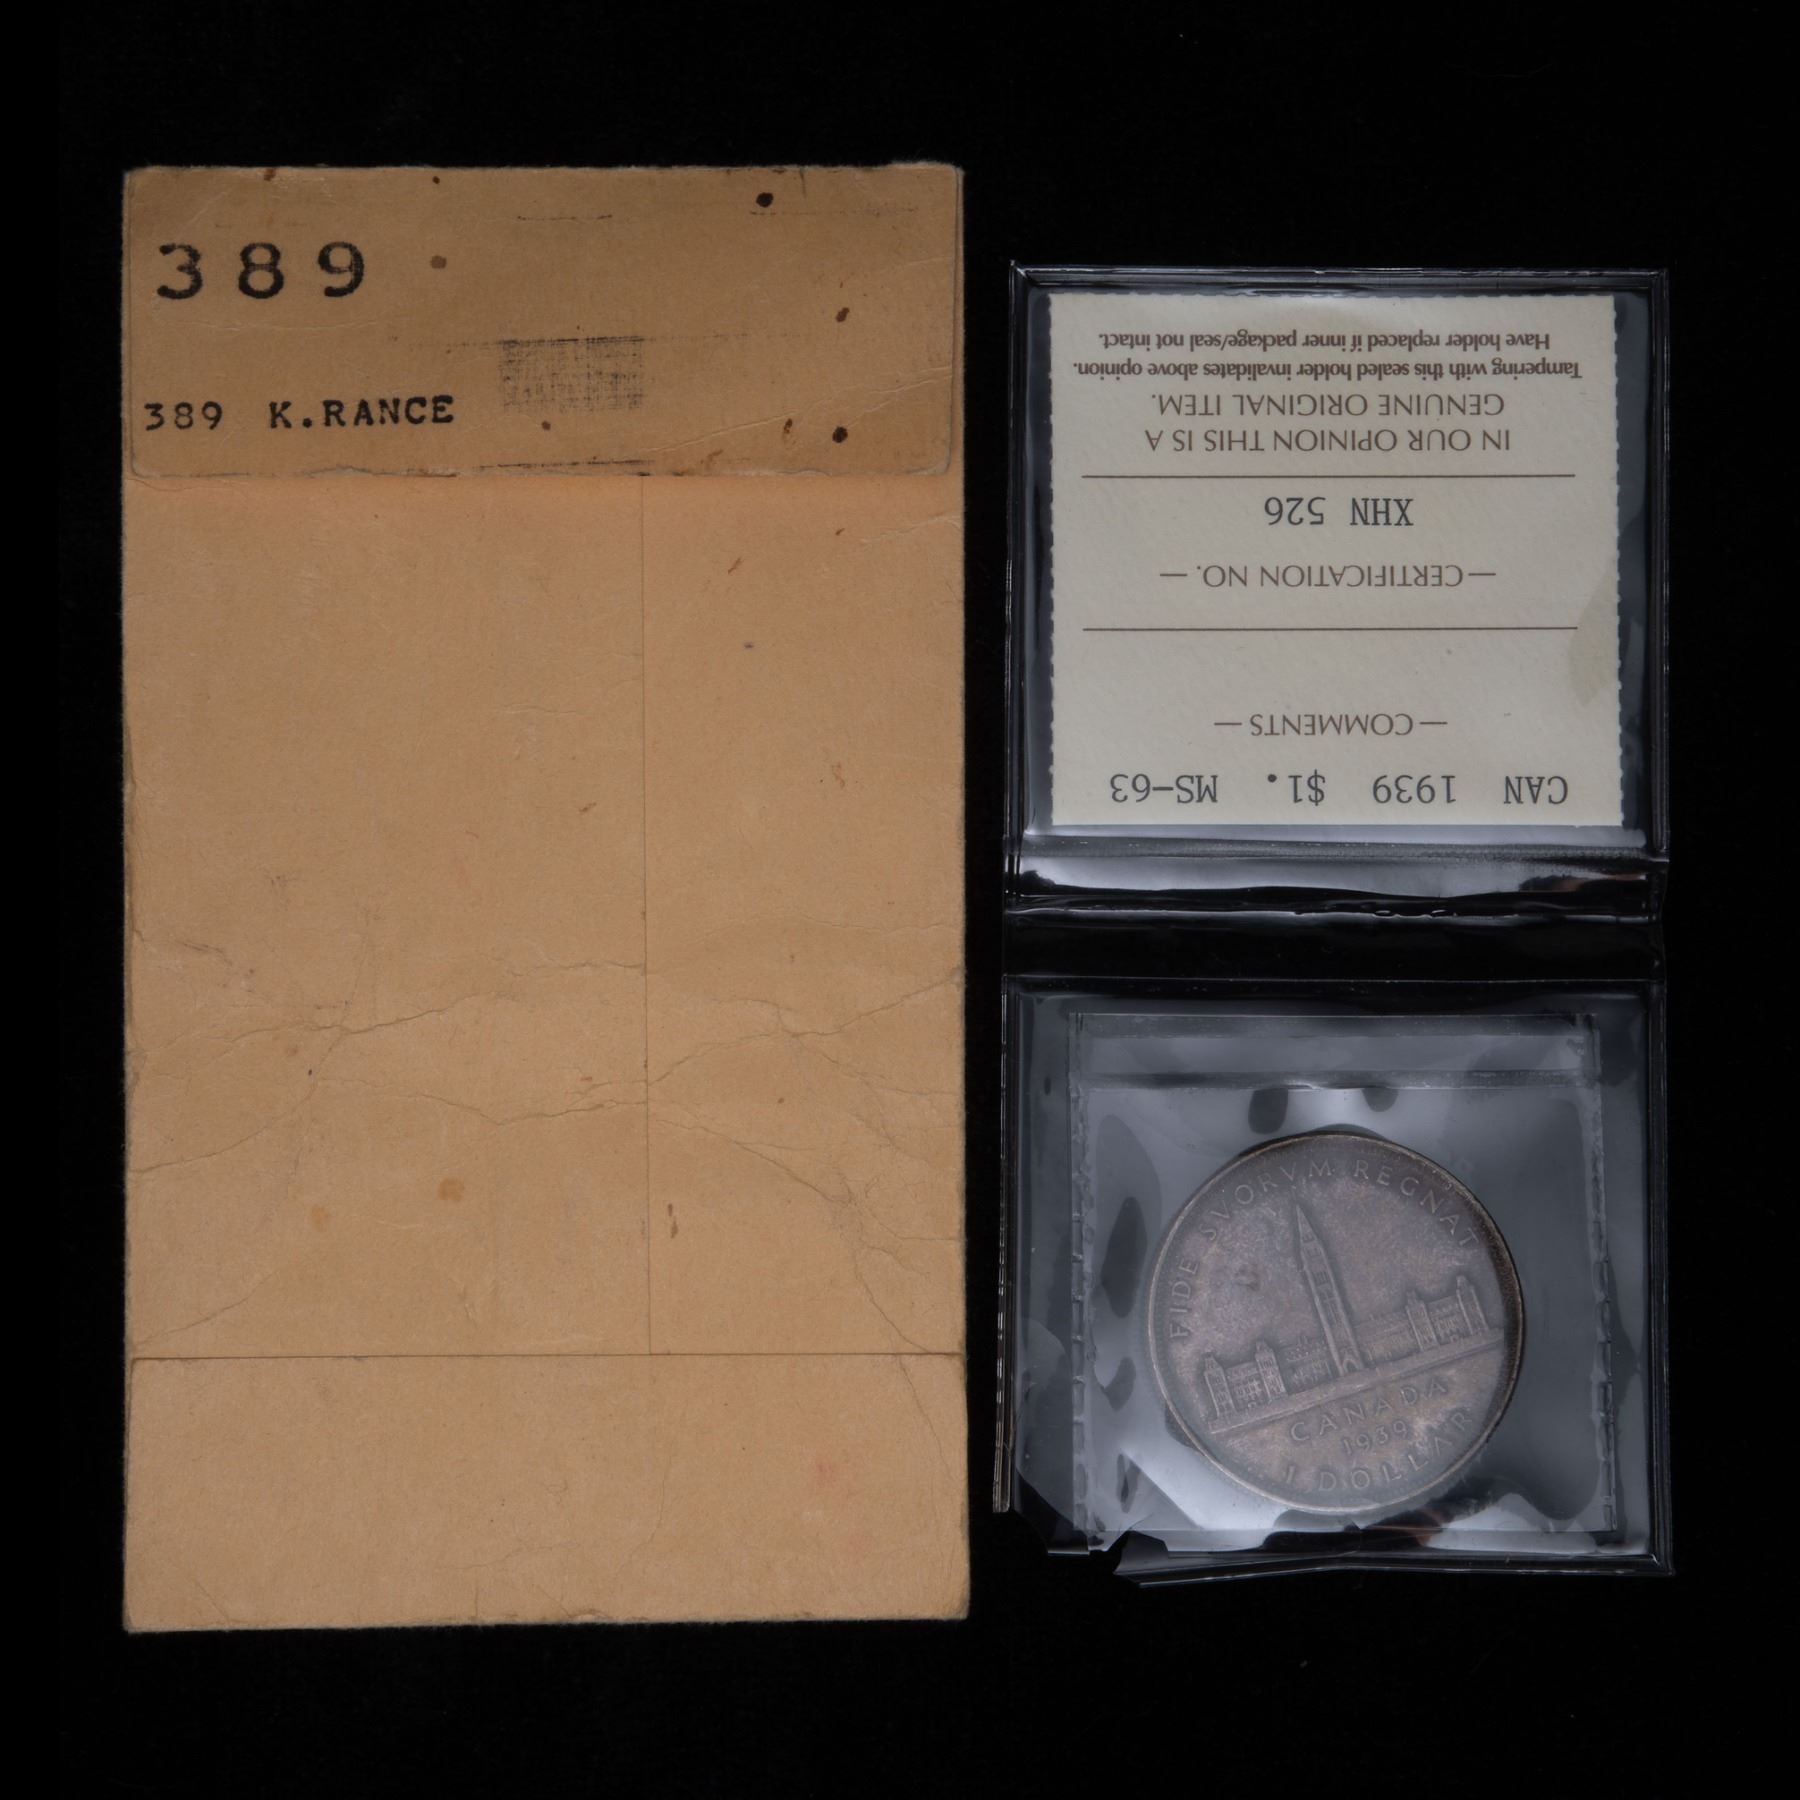 389
389 K.RANCE
CAN 1939 $1. MS-63
— COMMENTS —
— CERTIFICATION NO. —
XHN 526
IN OUR OPINION THIS IS A
GENUINE ORIGINAL ITEM.
Tampering with this sealed holder invalidates above opinion.
Have holder replaced if inner package/seal not intact.
FIDE SVORVM REGNAT
CANADA
1939
1 DOLLAR